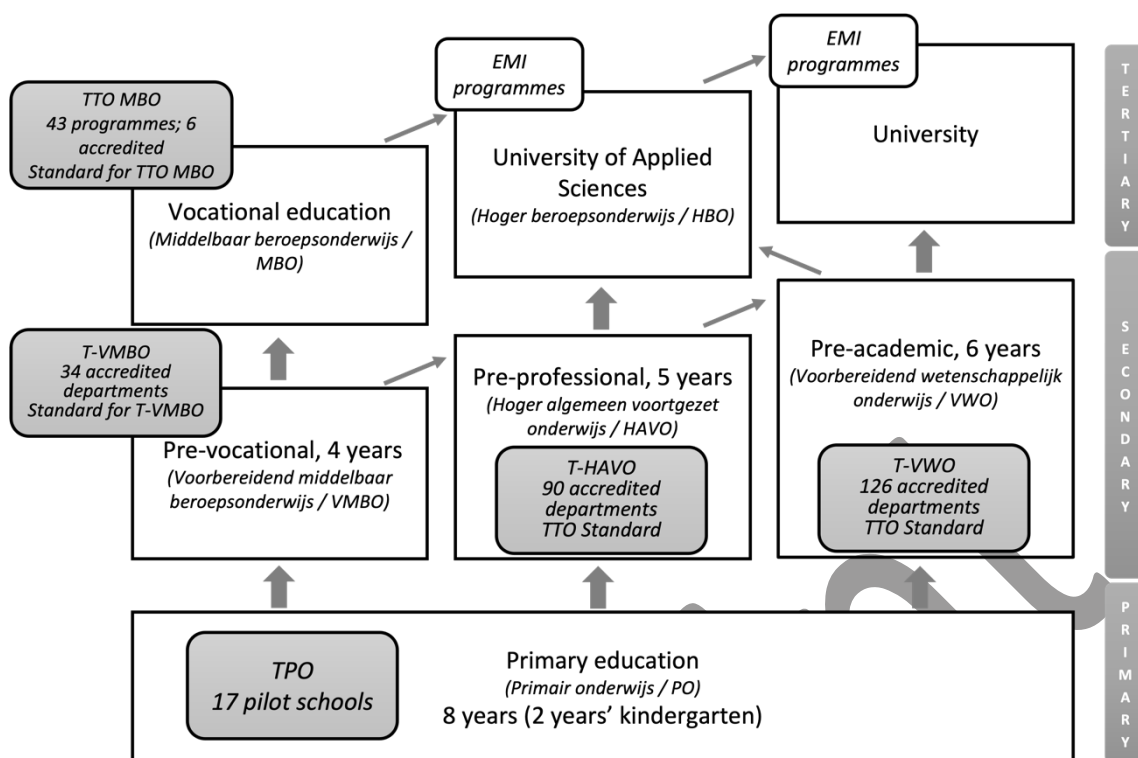 EMI
programmes
EMI
programmes
TTO MBO
43 programmes; 6
accredited
Standard for TTO MBO
University
University of Applied
Sciences
(Hoger beroepsonderwijs / HBO)
Vocational education
(Middelbaar beroepsonderwijs /
MBO)
TERTIARY
T-VMBO
34 accredited
departments
Standard for T-VMBO
Pre-vocational, 4 years
(Voorbereidend middelbaar
beroepsonderwijs / VMBO)
Pre-professional, 5 years
(Hoger algemeen voortgezet
onderwijs / HAVO)
T-HAVO
90 accredited
departments
TTO Standard
Pre-academic, 6 years
(Voorbereidend wetenschappelijk
onderwijs / VWO)
T-VWO
126 accredited
departments
TTO Standard
SECONDARY
TPO
17 pilot schools
Primary education
(Primair onderwijs / PO)
8 years (2 years’ kindergarten)
PRIMARY